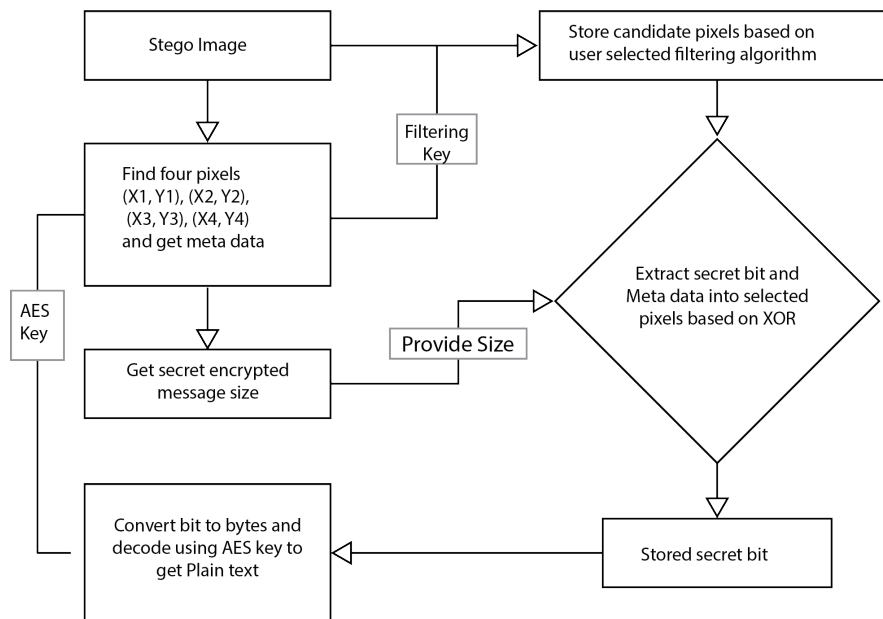 Stego Image
Store candidate pixels based on
user selected filtering algorithm
Filtering
Key
Find four pixels
(X1, Y1), (X2, Y2),
(X3, Y3), (X4, Y4)
and get meta data
AES
Key
Extract secret bit and
Meta data into selected
pixels based on XOR
Provide Size
Get secret encrypted
message size
Convert bit to bytes and
decode using AES key to
get Plain text
Stored secret bit